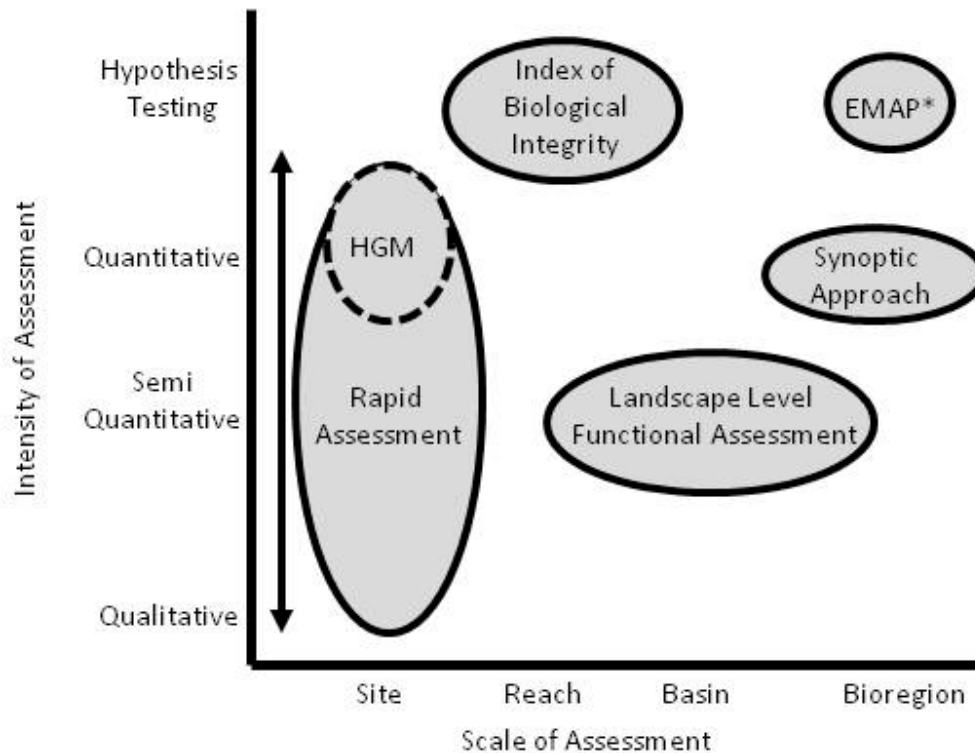 Hypothesis
Testing
Index of
Biological
Integrity
EMAP*
Quantitative
HGM
Synoptic
Approach
Semi
Quantitative
Rapid
Assessment
Landscape Level
Functional Assessment
Qualitative
Intensity of Assessment
Site
Reach
Basin
Bioregion
Scale of Assessment